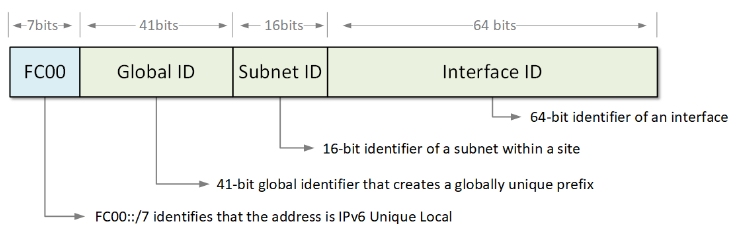 7bits 41bits 16bits 64 bits
FC00 Global ID Subnet ID Interface ID
64-bit identifier of an interface
16-bit identifier of a subnet within a site
41-bit global identifier that creates a globally unique prefix
FC00::/7 identifies that the address is IPv6 Unique Local